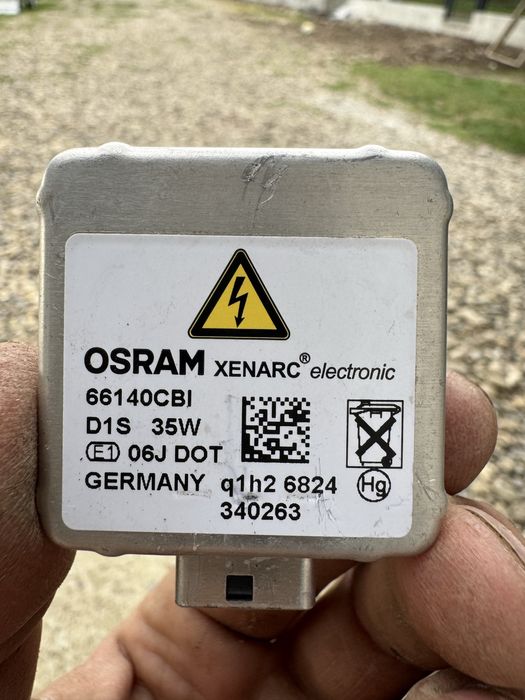 OSRAM XENARC® electronic
66140CBI
D1S 35W
E1 06J DOT
GERMANY q1h2 6824 Hg
340263